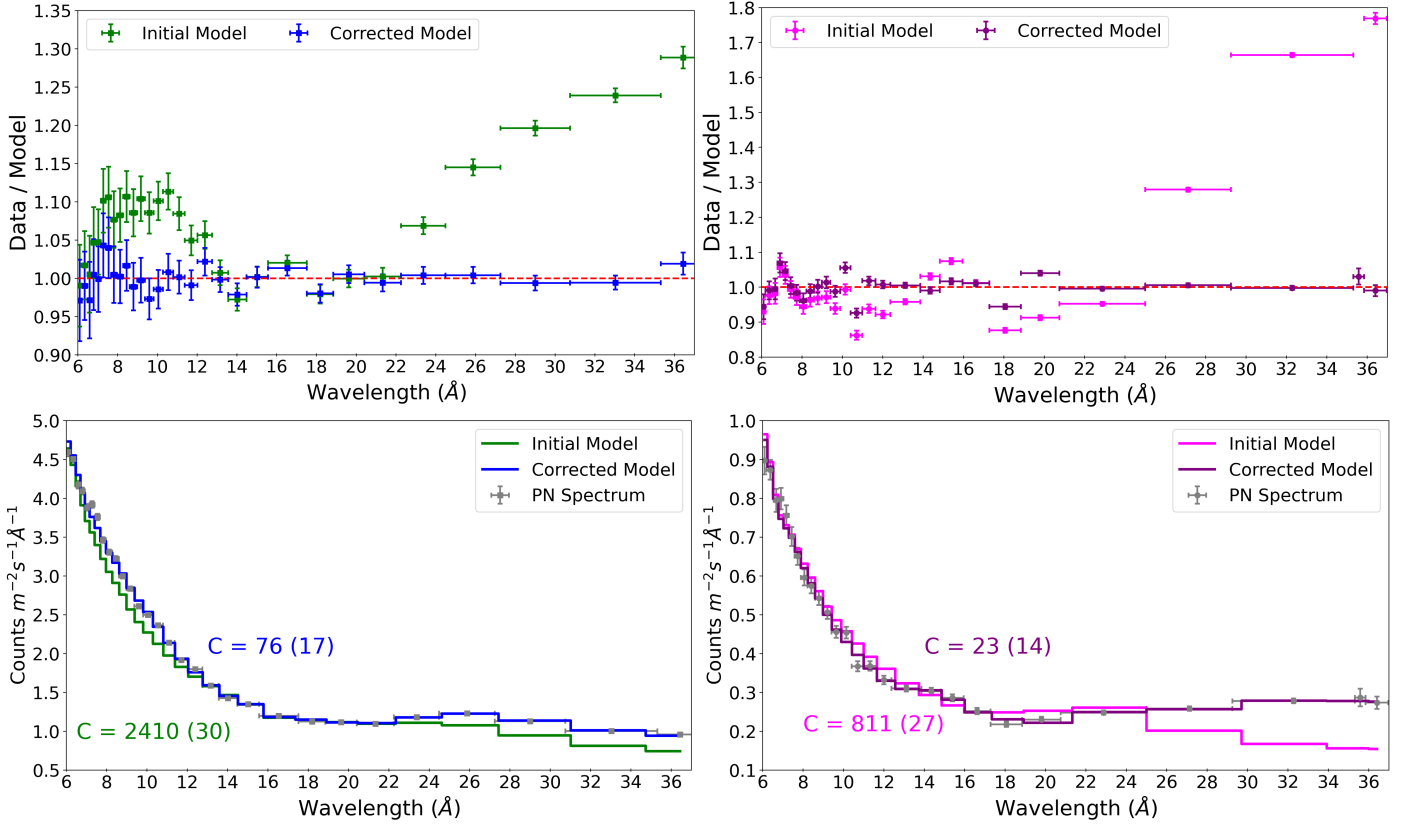 1.35
1.30
1.25
1.20
1.15
1.10
1.05
1.00
0.95
0.90
Data / Model
Initial Model
Corrected Model
6 8 10 12 14 16 18 20 22 24 26 28 30 32 34 36
Wavelength (Å)
1.8
1.7
1.6
1.5
1.4
1.3
1.2
1.1
1.0
0.9
0.8
Data / Model
Initial Model
Corrected Model
6 8 10 12 14 16 18 20 22 24 26 28 30 32 34 36
Wavelength (Å)
5.0
4.5
4.0
3.5
3.0
2.5
2.0
1.5
1.0
0.5
Counts m⁻²s⁻¹Å⁻¹
Initial Model
Corrected Model
PN Spectrum
C = 76 (17)
C = 2410 (30)
6 8 10 12 14 16 18 20 22 24 26 28 30 32 34 36
Wavelength (Å)
1.0
0.9
0.8
0.7
0.6
0.5
0.4
0.3
0.2
0.1
Counts m⁻²s⁻¹Å⁻¹
Initial Model
Corrected Model
PN Spectrum
C = 23 (14)
C = 811 (27)
6 8 10 12 14 16 18 20 22 24 26 28 30 32 34 36
Wavelength (Å)